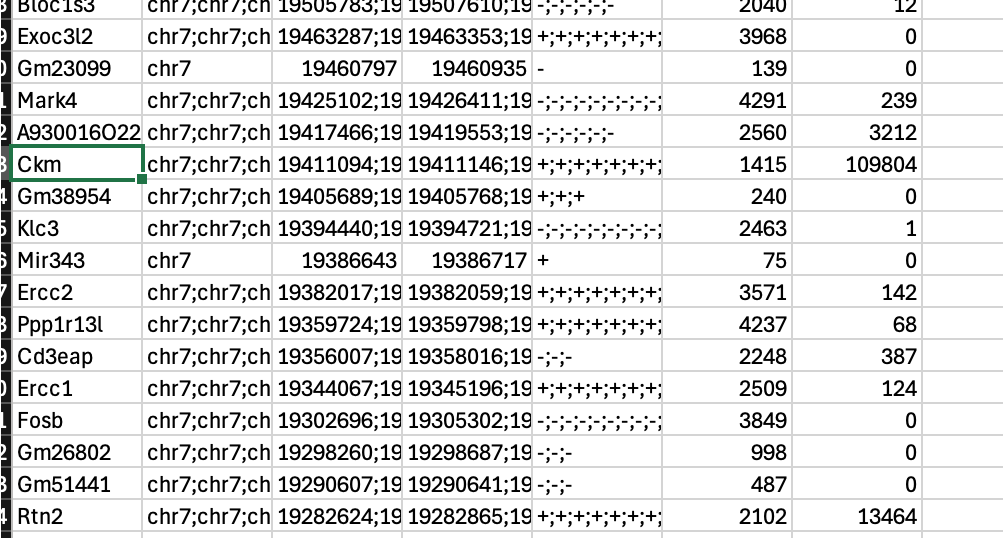 Bloc1s3 chr7;chr7;ch 19505783;19 19507610;19 -;-;-;-;-;- 2040 12
Exoc3l2 chr7;chr7;ch 19463287;19 19463353;19 +;+;+;+;+;+;+; 3968 0
Gm23099 chr7 19460797 19460935 - 139 0
Mark4 chr7;chr7;ch 19425102;19 19426411;19 -;-;-;-;-;-;-;-; 4291 239
A930016O22 chr7;chr7;ch 19417466;19 19419553;19 -;-;-;-;-;- 2560 3212
Ckm chr7;chr7;ch 19411094;19 19411146;19 +;+;+;+;+;+;+; 1415 109804
Gm38954 chr7;chr7;ch 19405689;19 19405768;19 +;+;+ 240 0
Klc3 chr7;chr7;ch 19394440;19 19394721;19 -;-;-;-;-;-;-;-; 2463 1
Mir343 chr7 19386643 19386717 + 75 0
Ercc2 chr7;chr7;ch 19382017;19 19382059;19 +;+;+;+;+;+;+; 3571 142
Ppp1r13l chr7;chr7;ch 19359724;19 19359798;19 +;+;+;+;+;+;+; 4237 68
Cd3eap chr7;chr7;ch 19356007;19 19358016;19 -;-;- 2248 387
Ercc1 chr7;chr7;ch 19344067;19 19345196;19 +;+;+;+;+;+;+; 2509 124
Fosb chr7;chr7;ch 19302696;19 19305302;19 -;-;-;-;-;-;-;-; 3849 0
Gm26802 chr7;chr7;ch 19298260;19 19298687;19 -;-;- 998 0
Gm51441 chr7;chr7;ch 19290607;19 19290641;19 -;-;- 487 0
Rtn2 chr7;chr7;ch 19282624;19 19282865;19 +;+;+;+;+;+;+; 2102 13464